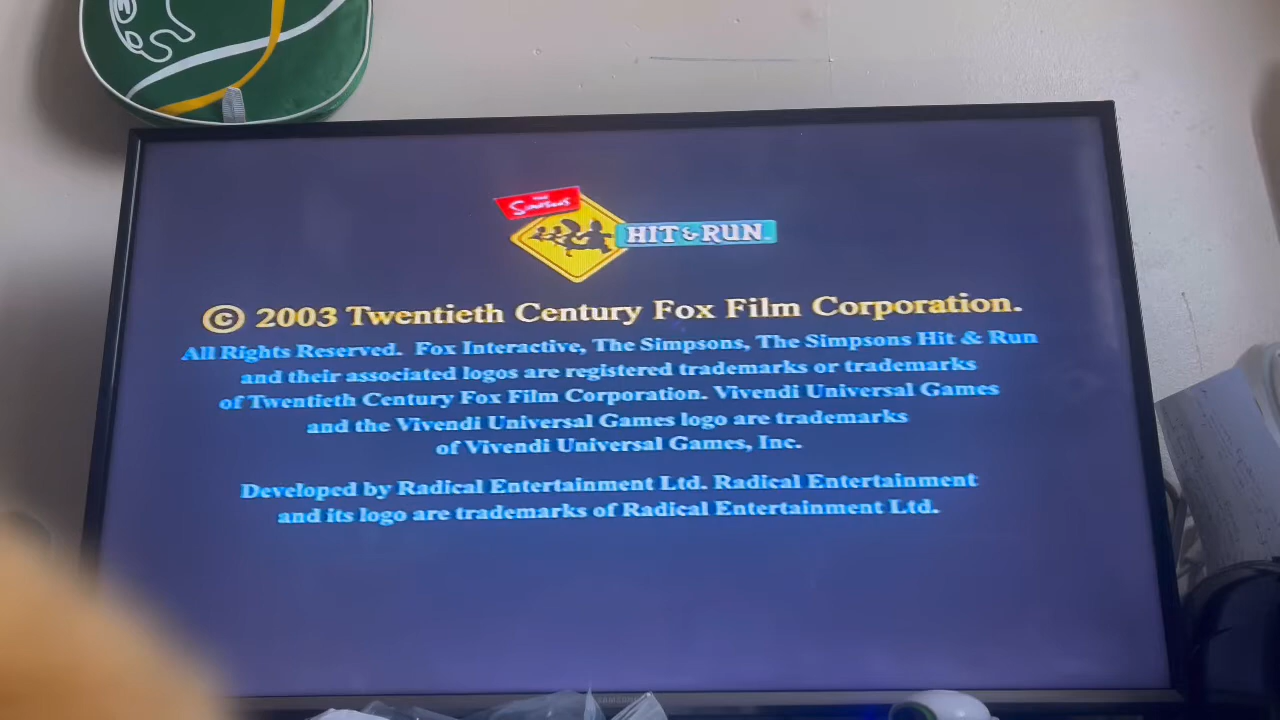 THE
Simpsons
HIT & RUN
© 2003 Twentieth Century Fox Film Corporation.
All Rights Reserved. Fox Interactive, The Simpsons, The Simpsons Hit & Run
and their associated logos are registered trademarks or trademarks
of Twentieth Century Fox Film Corporation. Vivendi Universal Games
and the Vivendi Universal Games logo are trademarks
of Vivendi Universal Games, Inc.
Developed by Radical Entertainment Ltd. Radical Entertainment
and its logo are trademarks of Radical Entertainment Ltd.
SAMSUNG